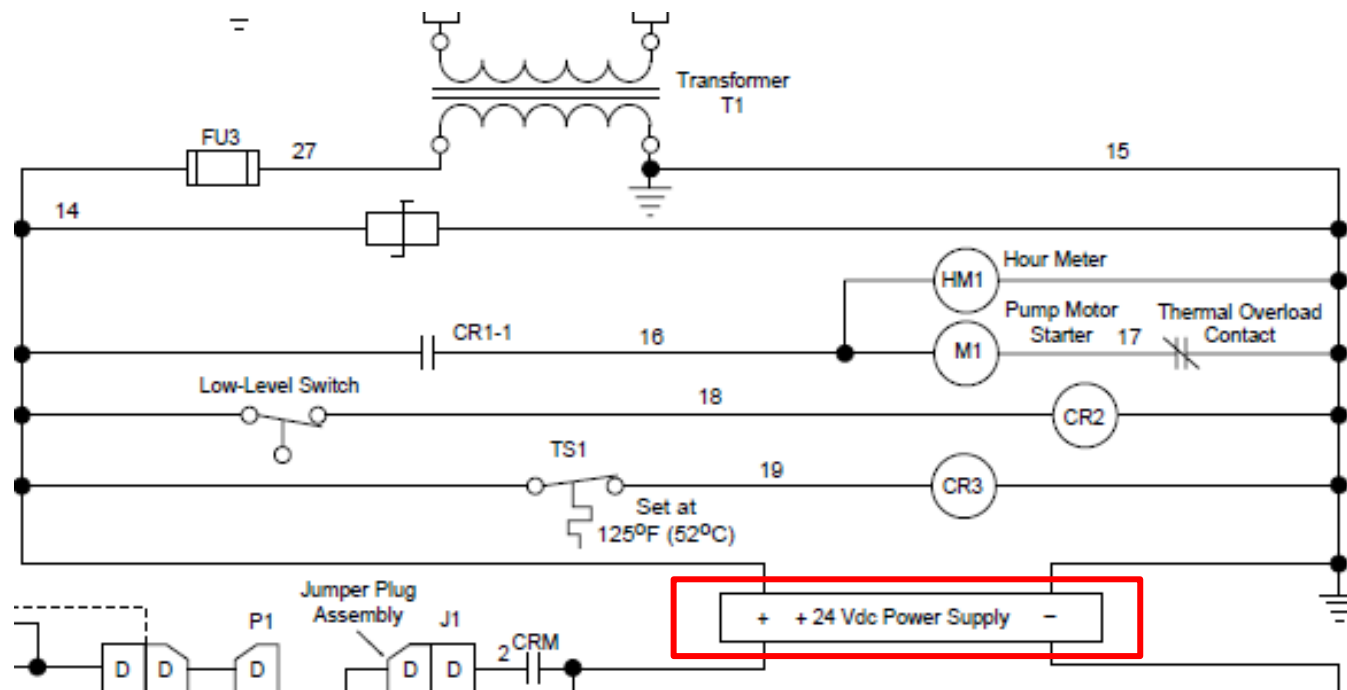 Transformer
T1
FU3
27
15
14
Hour Meter
HM1
Pump Motor
Starter
17
Thermal Overload
Contact
CR1-1
16
M1
Low-Level Switch
18
CR2
TS1
19
CR3
Set at
125ºF (52ºC)
Jumper Plug
Assembly
P1
J1
+ + 24 Vdc Power Supply −
2
CRM
D D D D D